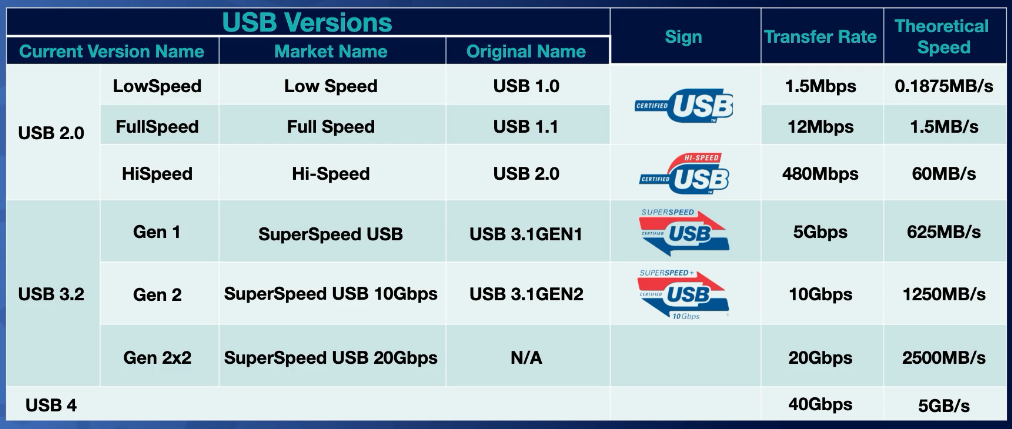 USB Versions
Sign
Transfer Rate
Theoretical
Speed
Current Version Name
Market Name
Original Name
USB 2.0
LowSpeed
Low Speed
USB 1.0
CERTIFIED USB
1.5Mbps
0.1875MB/s
FullSpeed
Full Speed
USB 1.1
12Mbps
1.5MB/s
HiSpeed
Hi-Speed
USB 2.0
HI-SPEED
CERTIFIED USB
480Mbps
60MB/s
USB 3.2
Gen 1
SuperSpeed USB
USB 3.1GEN1
SUPERSPEED
CERTIFIED USB
5Gbps
625MB/s
Gen 2
SuperSpeed USB 10Gbps
USB 3.1GEN2
SUPERSPEED+
CERTIFIED USB
10 Gbps
10Gbps
1250MB/s
Gen 2x2
SuperSpeed USB 20Gbps
N/A
20Gbps
2500MB/s
USB 4
40Gbps
5GB/s